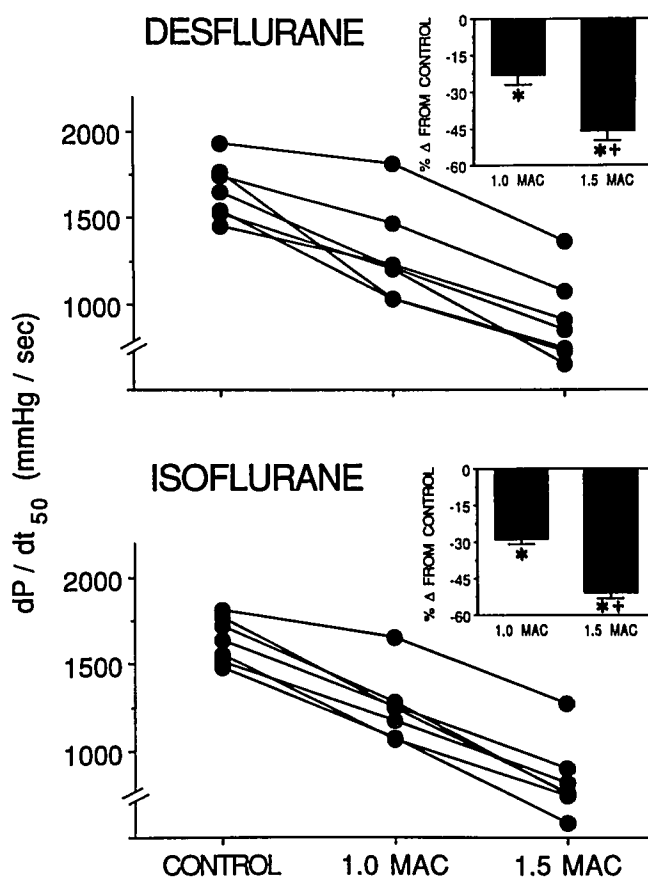 DESFLURANE
% Δ FROM CONTROL
0
-15
-30
-45
-60
*
*+
1.0 MAC
1.5 MAC
2000
1500
1000
dP / dt 50 (mmHg / sec)
ISOFLURANE
% Δ FROM CONTROL
0
-15
-30
-45
-60
*
*+
1.0 MAC
1.5 MAC
2000
1500
1000
CONTROL
1.0 MAC
1.5 MAC